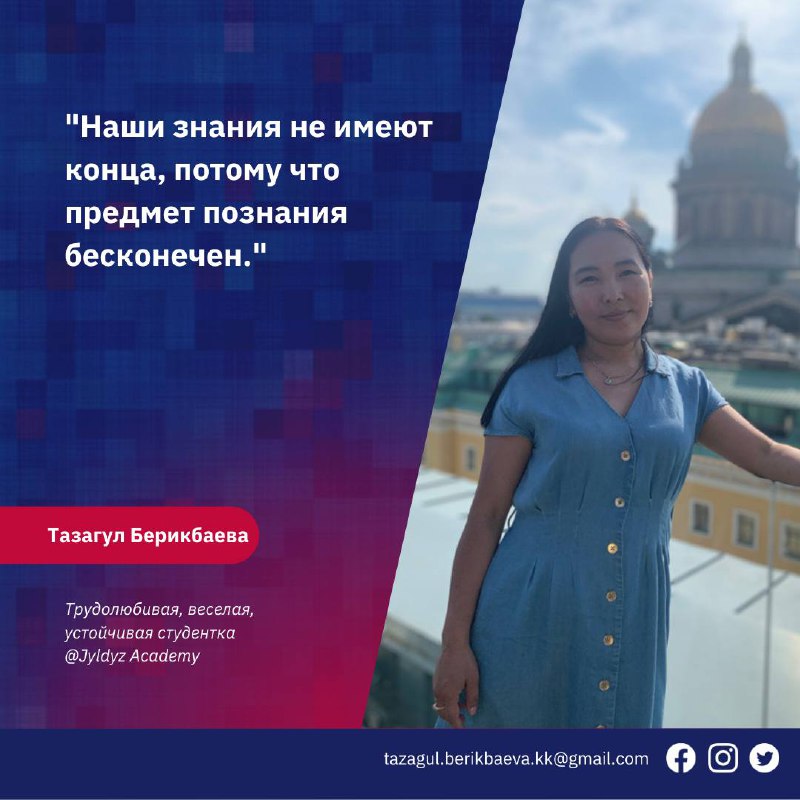 "Наши знания не имеют
конца, потому что
предмет познания
бесконечен."
Тазагул Берикбаева
Трудолюбивая, веселая,
устойчивая студентка
@Jyldyz Academy
tazagul.berikbaeva.kk@gmail.com